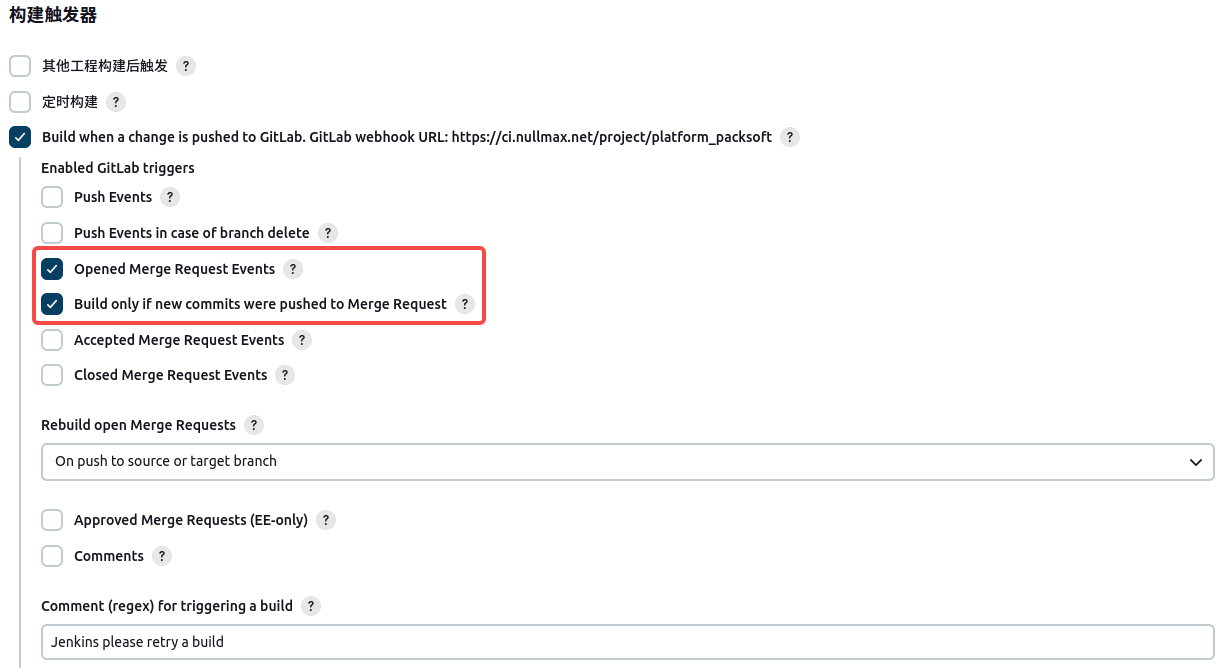 构建触发器
其他工程构建后触发 ?
定时构建 ?
Build when a change is pushed to GitLab. GitLab webhook URL: https://ci.nullmax.net/project/platform_packsoft ?
Enabled GitLab triggers
Push Events ?
Push Events in case of branch delete ?
Opened Merge Request Events ?
Build only if new commits were pushed to Merge Request ?
Accepted Merge Request Events ?
Closed Merge Request Events ?
Rebuild open Merge Requests ?
On push to source or target branch
Approved Merge Requests (EE-only) ?
Comments ?
Comment (regex) for triggering a build ?
Jenkins please retry a build